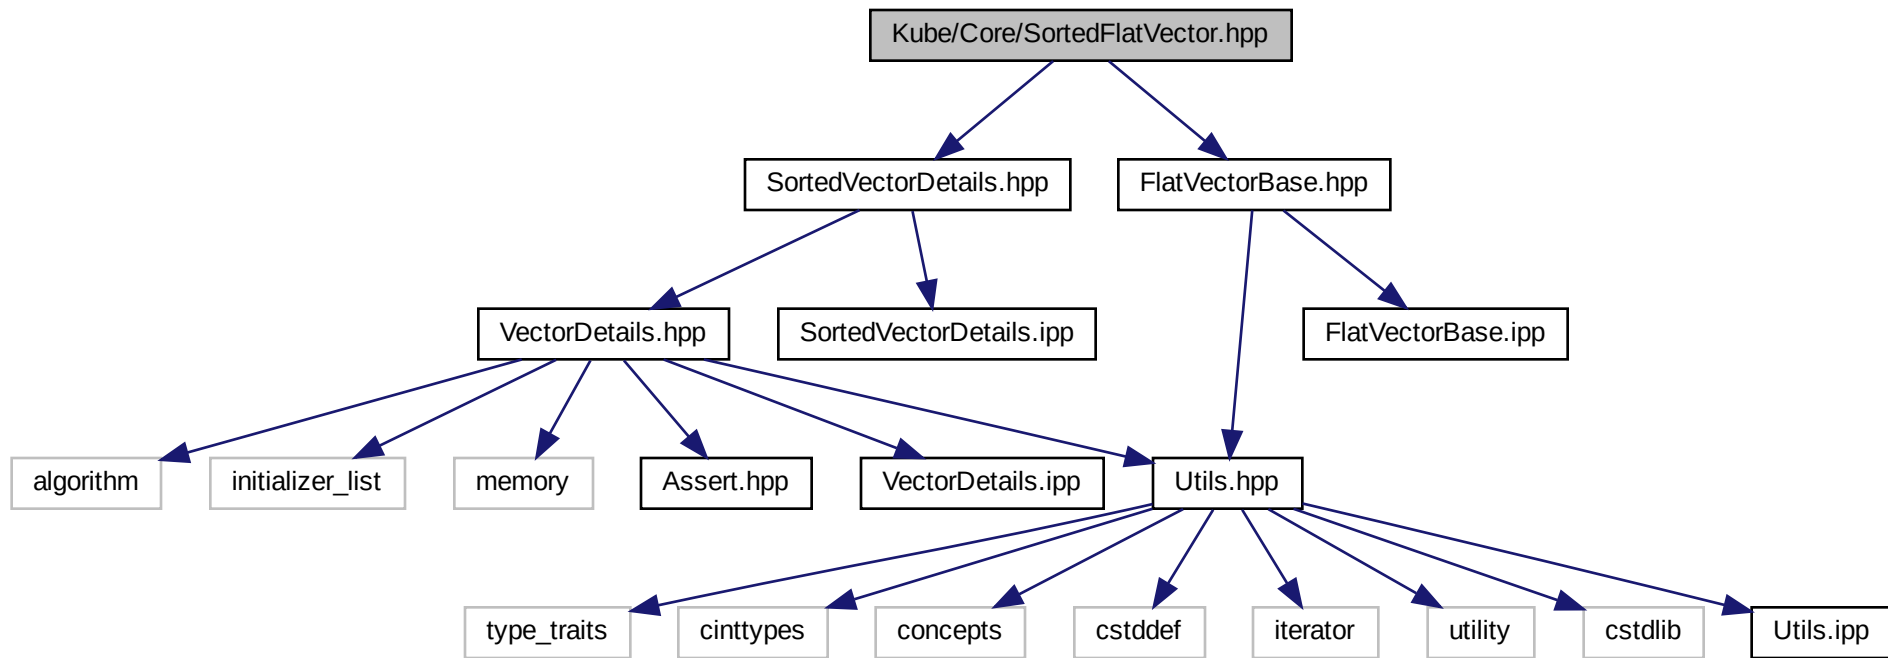 Kube/Core/SortedFlatVector.hpp
SortedVectorDetails.hpp
FlatVectorBase.hpp
VectorDetails.hpp
SortedVectorDetails.ipp
FlatVectorBase.ipp
algorithm
initializer_list
memory
Assert.hpp
VectorDetails.ipp
Utils.hpp
type_traits
cinttypes
concepts
cstddef
iterator
utility
cstdlib
Utils.ipp